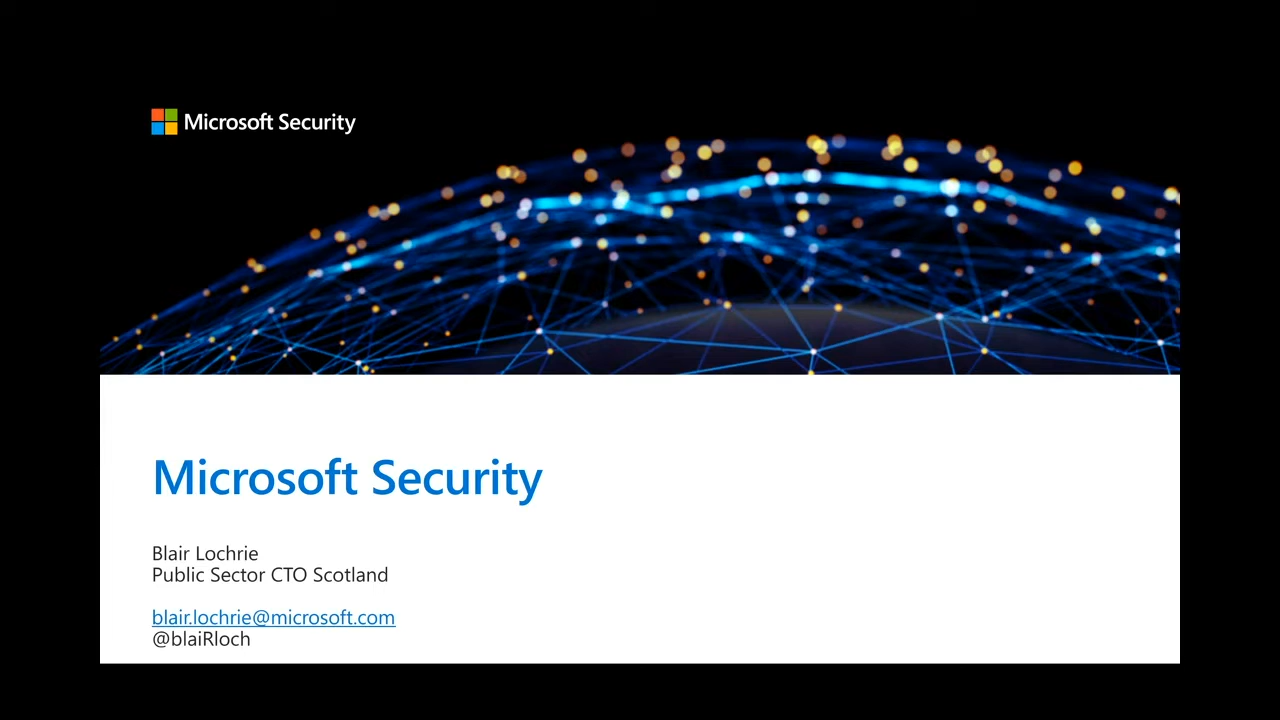 Microsoft Security
Microsoft Security
Blair Lochrie
Public Sector CTO Scotland
blair.lochrie@microsoft.com
@blaiRloch